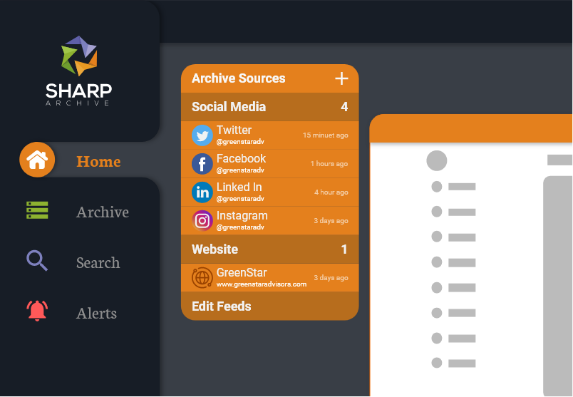 SHARP
ARCHIVE
Home
Archive
Search
Alerts
Archive Sources +
Social Media 4
Twitter 15 minuet ago
@greenstaradv
Facebook 1 hours ago
@greenstaradv
Linked In 4 hour ago
@greenstaradv
Instagram 3 days ago
@greenstaradv
Website 1
GreenStar 3 days ago
www.greenstaradvisors.com
Edit Feeds